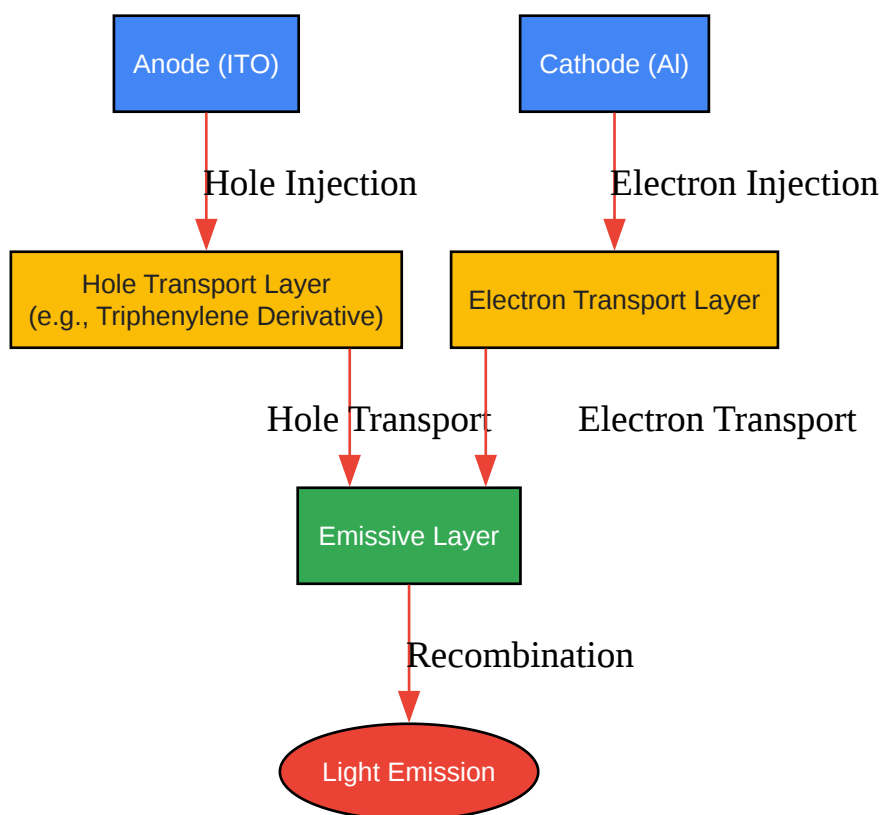 Anode (ITO)
Cathode (Al)
Hole Injection
Electron Injection
Hole Transport Layer
(e.g., Triphenylene Derivative)
Electron Transport Layer
Hole Transport
Electron Transport
Emissive Layer
Recombination
Light Emission